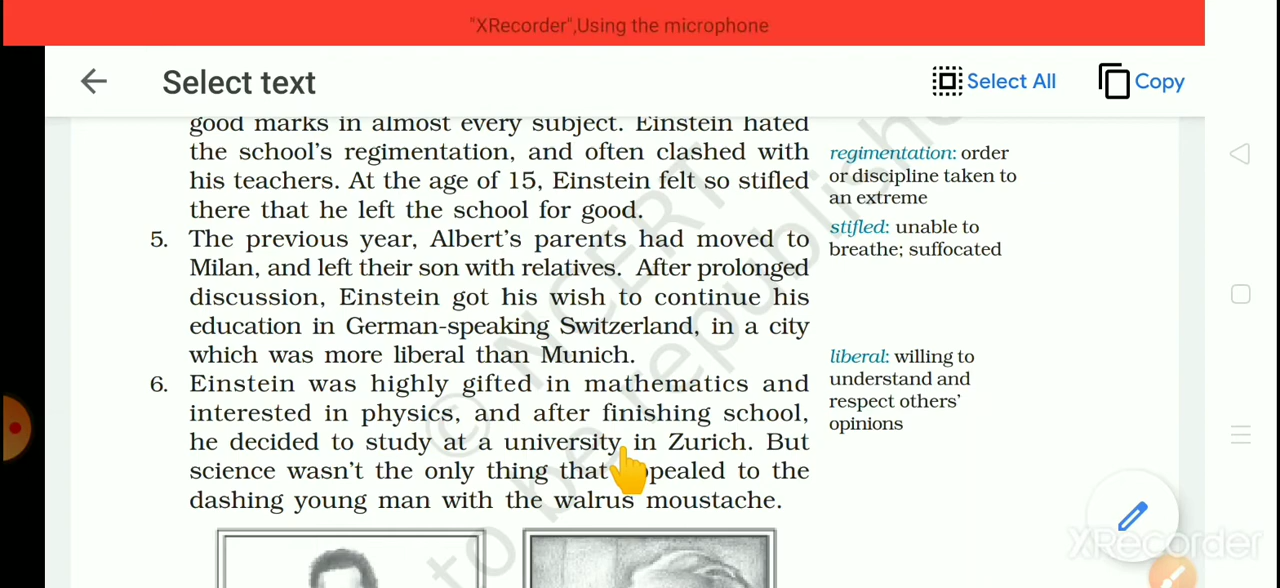 "XRecorder",Using the microphone
Select text
Select All
Copy
good marks in almost every subject. Einstein hated
the school's regimentation, and often clashed with
his teachers. At the age of 15, Einstein felt so stifled
there that he left the school for good.
5. The previous year, Albert's parents had moved to
Milan, and left their son with relatives. After prolonged
discussion, Einstein got his wish to continue his
education in German-speaking Switzerland, in a city
which was more liberal than Munich.
6. Einstein was highly gifted in mathematics and
interested in physics, and after finishing school,
he decided to study at a university in Zurich. But
science wasn't the only thing that appealed to the
dashing young man with the walrus moustache.
regimentation: order
or discipline taken to
an extreme
stifled: unable to
breathe; suffocated
liberal: willing to
understand and
respect others'
opinions
© NCERT
to be republished
XRecorder